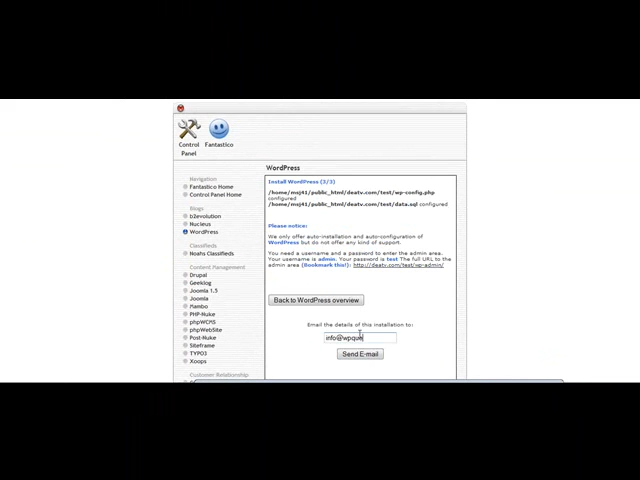 Control Panel
Fantastico
Navigation
Fantastico Home
Control Panel Home
Blogs
b2evolution
Nucleus
WordPress
Classifieds
Noahs Classifieds
Content Management
Drupal
Geeklog
Joomla 1.5
Joomla
Mambo
PHP-Nuke
phpWCMS
phpWebSite
Post-Nuke
Siteframe
TYPO3
Xoops
Customer Relationship
WordPress
Install WordPress (3/3)
/home/msj41/public_html/deatv.com/test/wp-config.php
configured
/home/msj41/public_html/deatv.com/test/data.sql configured
Please notice:
We only offer auto-installation and auto-configuration of
WordPress but do not offer any kind of support.
You need a username and a password to enter the admin area.
Your username is admin. Your password is test The full URL to the
admin area (Bookmark this!): http://deatv.com/test/wp-admin/
Back to WordPress overview
Email the details of this installation to:
info@wpque
Send E-mail